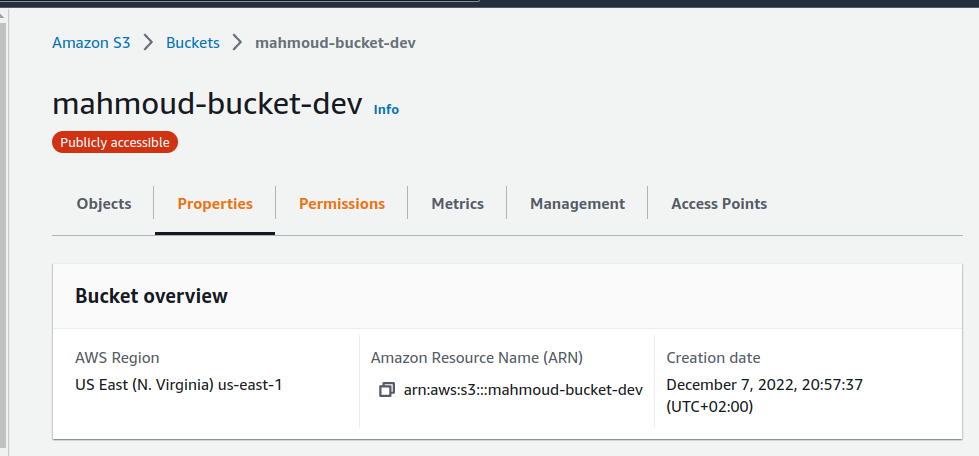 Amazon S3 > Buckets > mahmoud-bucket-dev
mahmoud-bucket-dev Info
Publicly accessible
Objects Properties Permissions Metrics Management Access Points
Bucket overview
AWS Region
US East (N. Virginia) us-east-1
Amazon Resource Name (ARN)
arn:aws:s3:::mahmoud-bucket-dev
Creation date
December 7, 2022, 20:57:37
(UTC+02:00)